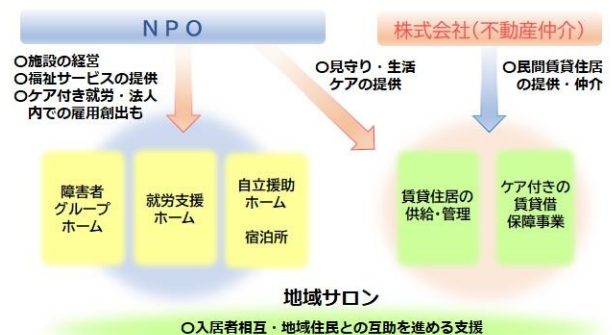 NPO
株式会社(不動産仲介)
○施設の経営
○福祉サービスの提供
○ケア付き就労・法人
内での雇用創出も
○見守り・生活
ケアの提供
○民間賃貸住居
の提供・仲介
障害者
グループ
ホーム
就労支援
ホーム
自立援助
ホーム
宿泊所
賃貸住居の
供給・管理
ケア付きの
賃貸借
保障事業
地域サロン
○入居者相互・地域住民との互助を進める支援